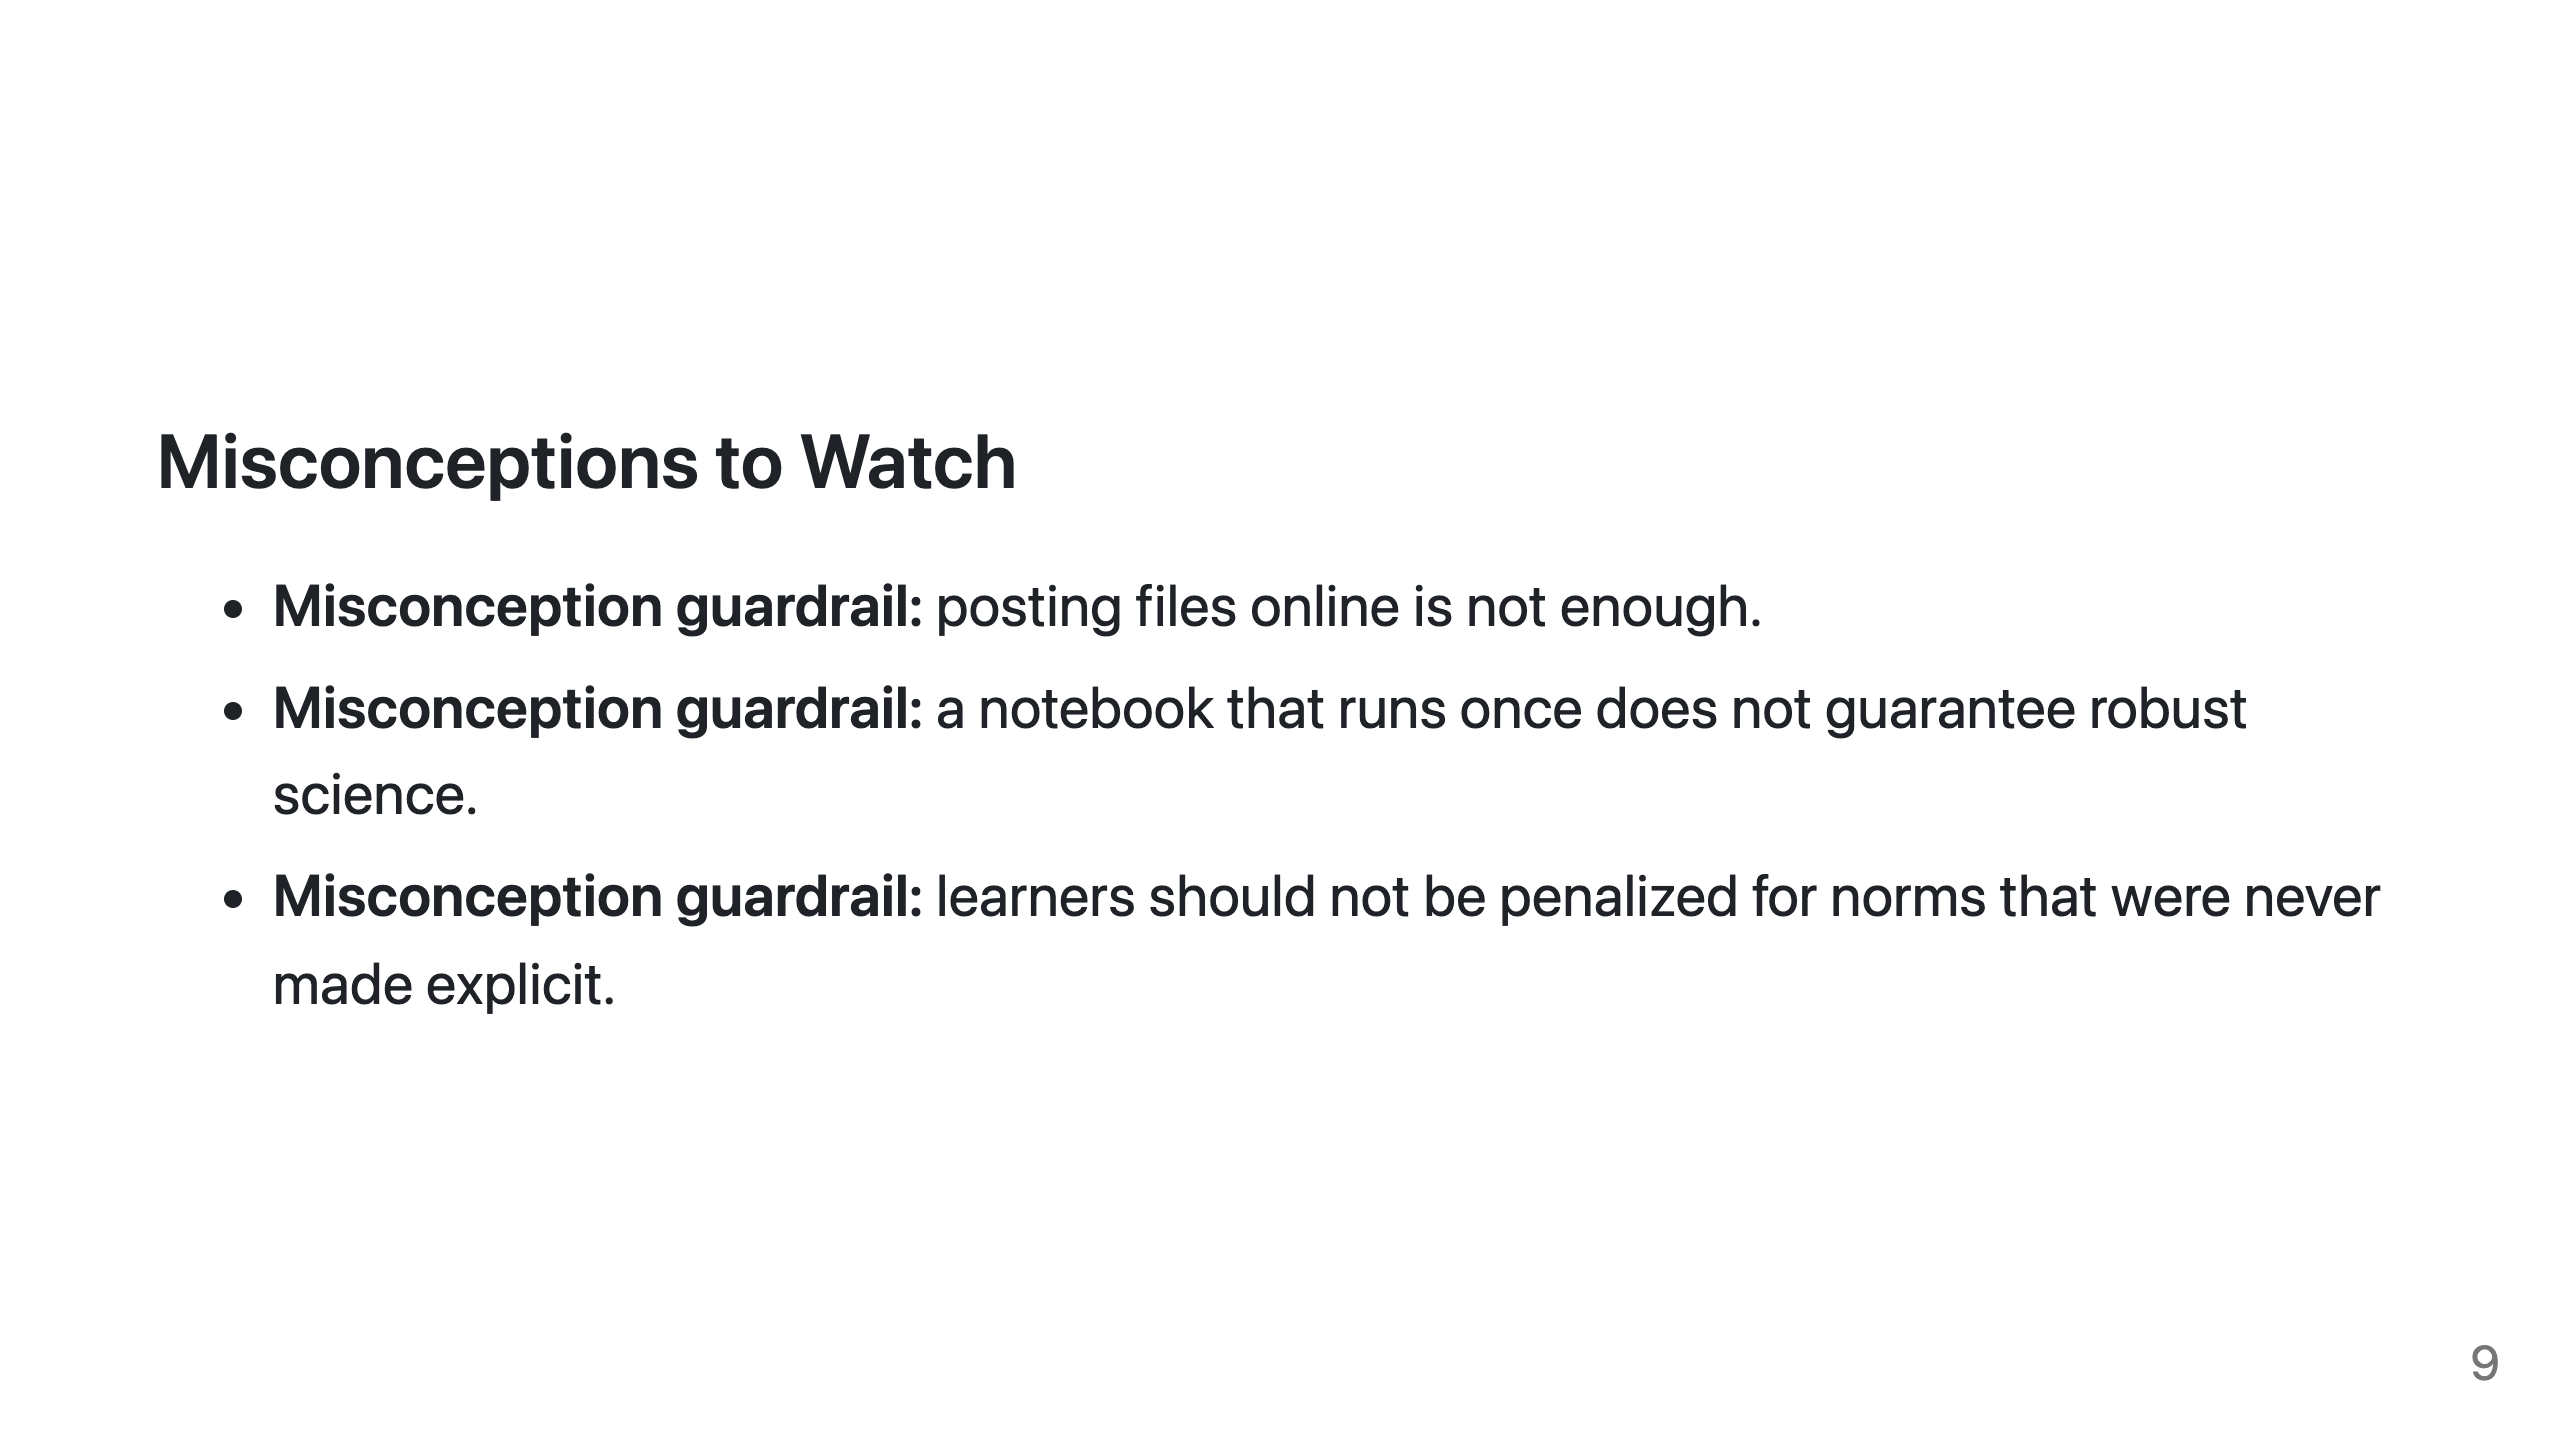 Misconceptions to Watch
• Misconception guardrail: posting files online is not enough.
• Misconception guardrail: a notebook that runs once does not guarantee robust
science.
• Misconception guardrail: learners should not be penalized for norms that were never
made explicit.
9